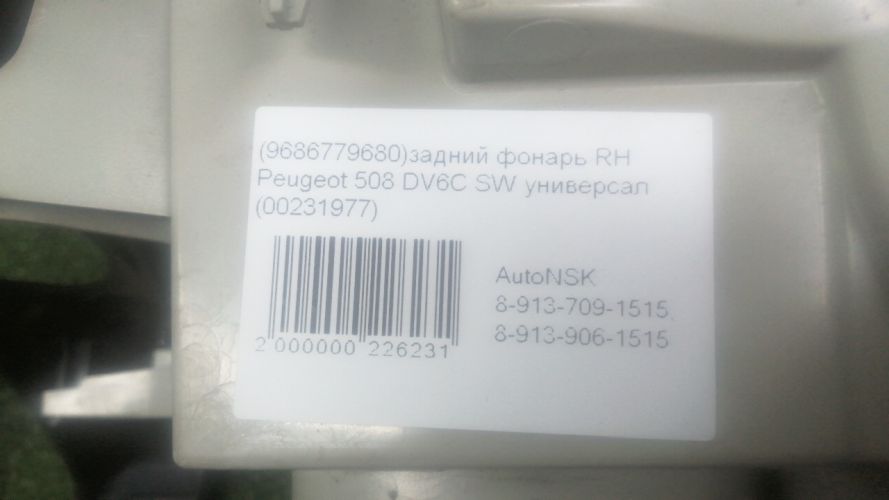 (9686779680)задний фонарь RH
Peugeot 508 DV6C SW универсал
(00231977)
AutoNSK
8-913-709-1515
8-913-906-1515
2 000000 226231